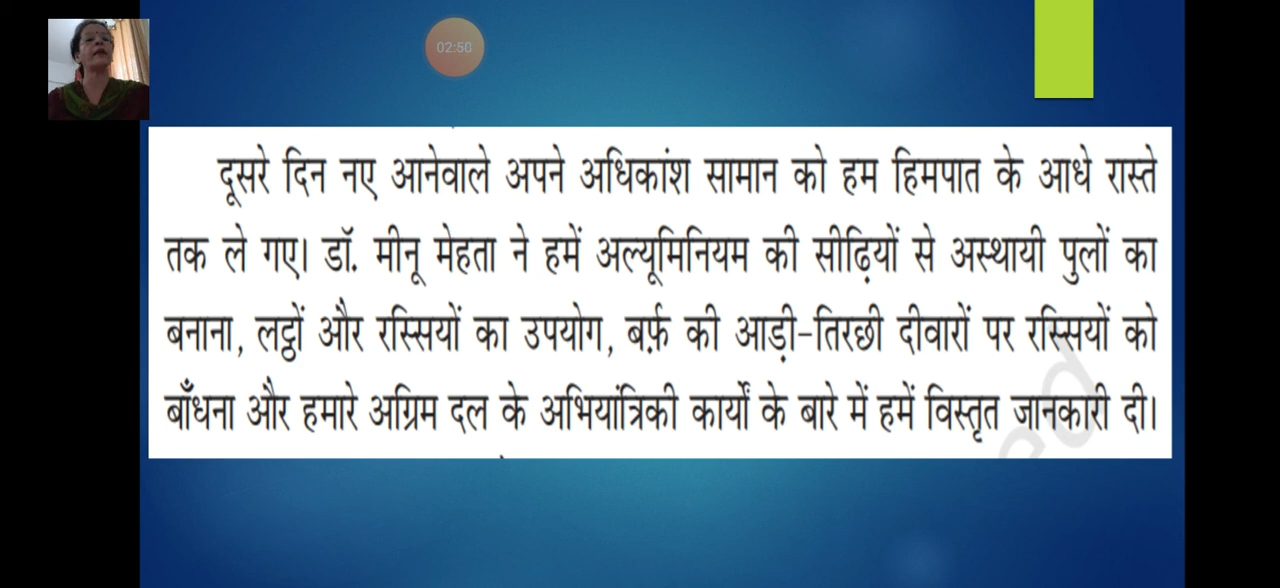 02:50
दूसरे दिन नए आनेवाले अपने अधिकांश सामान को हम हिमपात के आधे रास्ते
तक ले गए। डॉ. मीनू मेहता ने हमें अल्यूमिनियम की सीढ़ियों से अस्थायी पुलों का
बनाना, लट्ठों और रस्सियों का उपयोग, बर्फ़ की आड़ी-तिरछी दीवारों पर रस्सियों को
बाँधना और हमारे अग्रिम दल के अभियांत्रिकी कार्यों के बारे में हमें विस्तृत जानकारी दी।